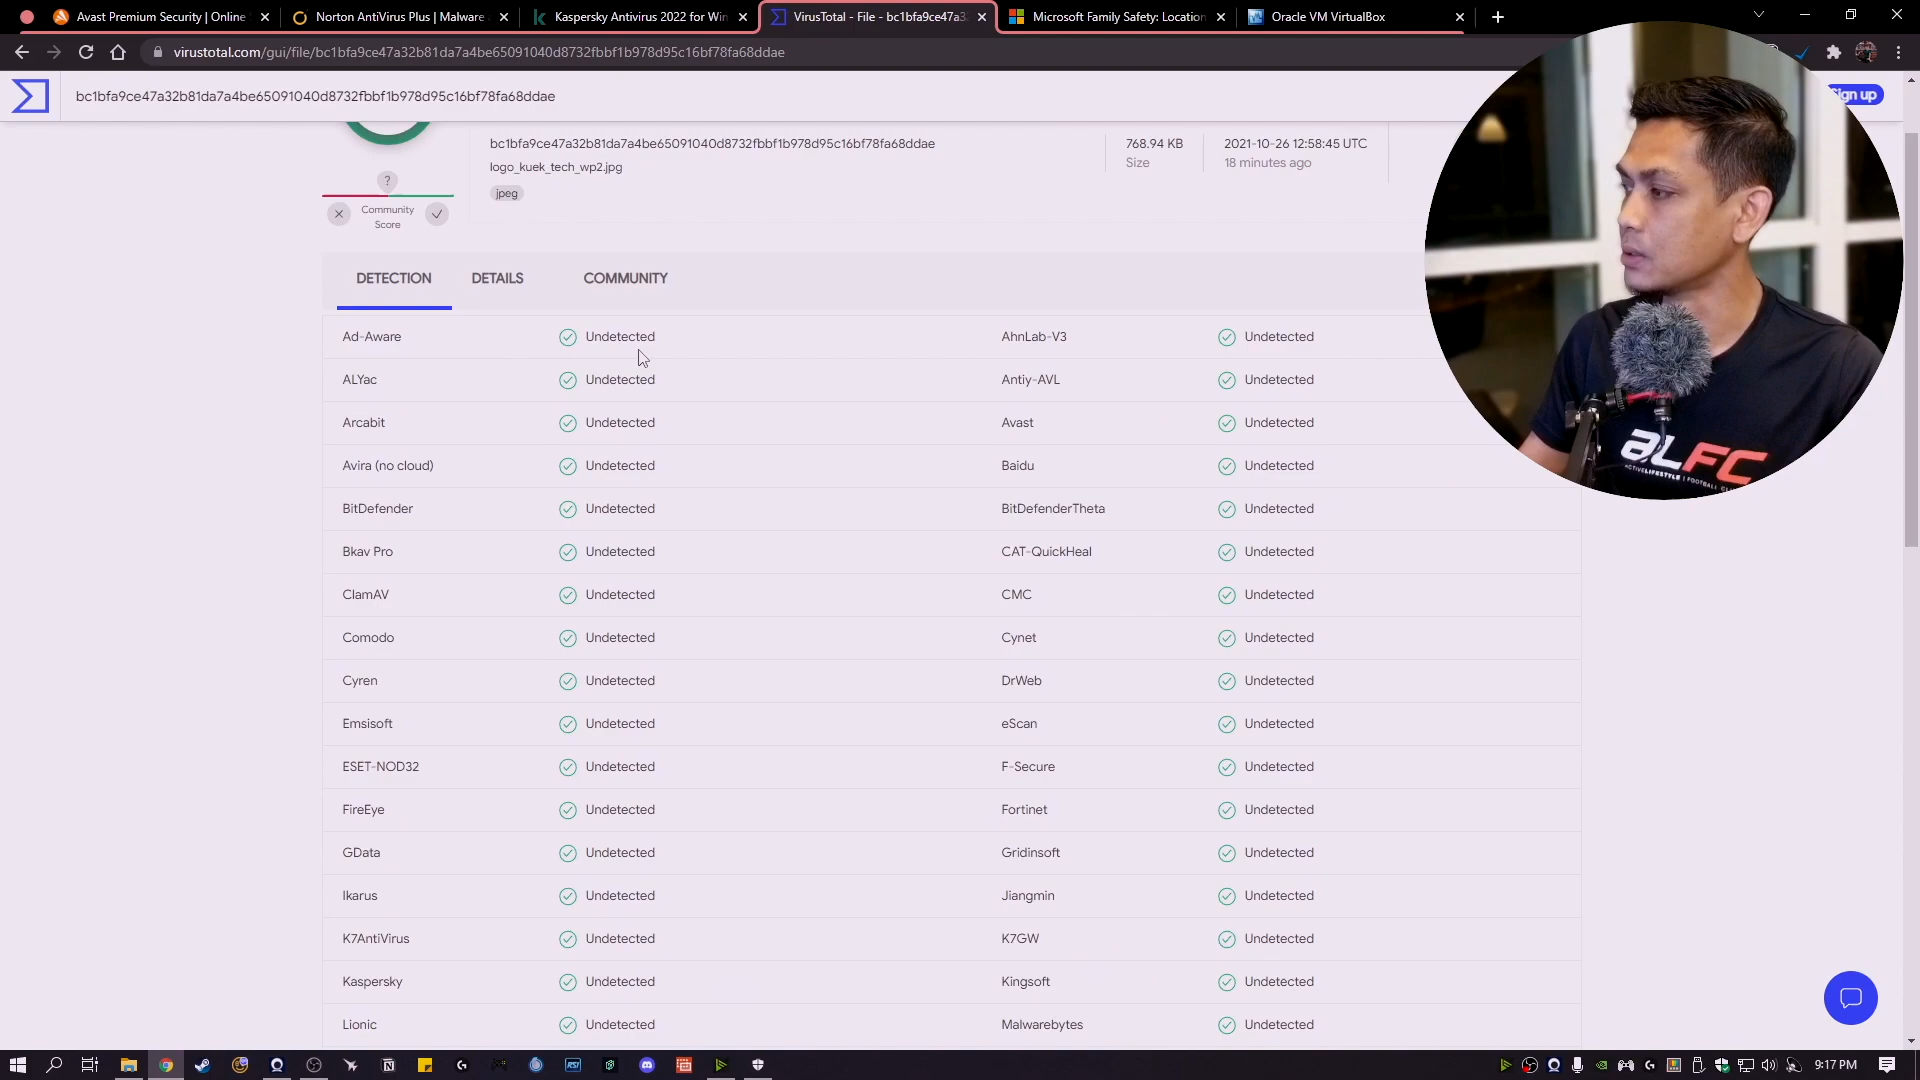 Avast Premium Security | Online
Norton AntiVirus Plus | Malware
Kaspersky Antivirus 2022 for Win
VirusTotal - File - bc1bfa9ce47a3
Microsoft Family Safety: Location
Oracle VM VirtualBox
virustotal.com/gui/file/bc1bfa9ce47a32b81da7a4be65091040d8732fbbf1b978d95c16bf78fa68ddae
bc1bfa9ce47a32b81da7a4be65091040d8732fbbf1b978d95c16bf78fa68ddae
Sign up
bc1bfa9ce47a32b81da7a4be65091040d8732fbbf1b978d95c16bf78fa68ddae
logo_kuek_tech_wp2.jpg
jpeg
768.94 KB
Size
2021-10-26 12:58:45 UTC
18 minutes ago
?
Community
Score
DETECTION DETAILS COMMUNITY
Ad-Aware Undetected AhnLab-V3 Undetected
ALYac Undetected Antiy-AVL Undetected
Arcabit Undetected Avast Undetected
Avira (no cloud) Undetected Baidu Undetected
BitDefender Undetected BitDefenderTheta Undetected
Bkav Pro Undetected CAT-QuickHeal Undetected
ClamAV Undetected CMC Undetected
Comodo Undetected Cynet Undetected
Cyren Undetected DrWeb Undetected
Emsisoft Undetected eScan Undetected
ESET-NOD32 Undetected F-Secure Undetected
FireEye Undetected Fortinet Undetected
GData Undetected Gridinsoft Undetected
Ikarus Undetected Jiangmin Undetected
K7AntiVirus Undetected K7GW Undetected
Kaspersky Undetected Kingsoft Undetected
Lionic Undetected Malwarebytes Undetected
ALFC
ACTIVELIFESTYLE | FOOTBALL CLUB
RSI
9:17 PM